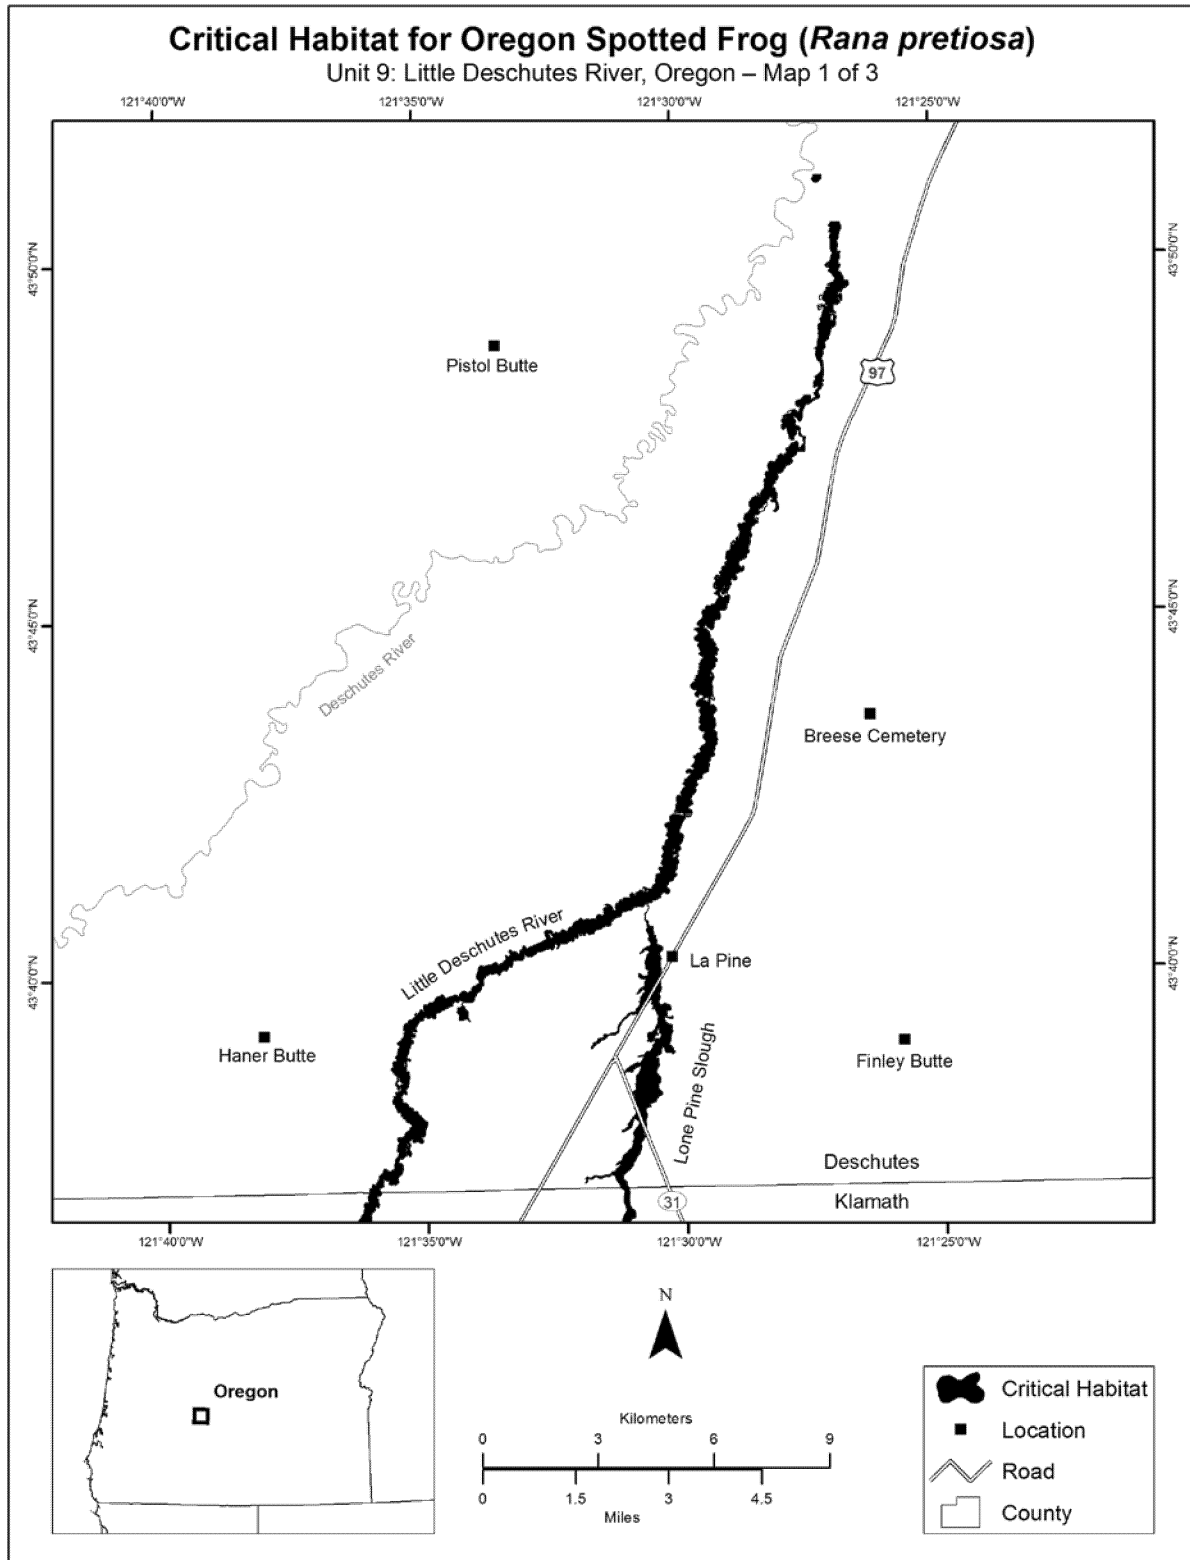 Critical Habitat for Oregon Spotted Frog (Rana pretiosa)
Unit 9: Little Deschutes River, Oregon – Map 1 of 3
121°40'0"W
121°35'0"W
121°30'0"W
121°25'0"W
43°50'0"N
43°50'0"N
Pistol Butte
97
43°45'0"N
43°45'0"N
Deschutes River
Breese Cemetery
Little Deschutes River
La Pine
43°40'0"N
43°40'0"N
Haner Butte
Finley Butte
Lone Pine Slough
Deschutes
Klamath
31
121°40'0"W
121°35'0"W
121°30'0"W
121°25'0"W
Oregon
N
Kilometers
0 3 6 9
0 1.5 3 4.5
Miles
Critical Habitat
Location
Road
County